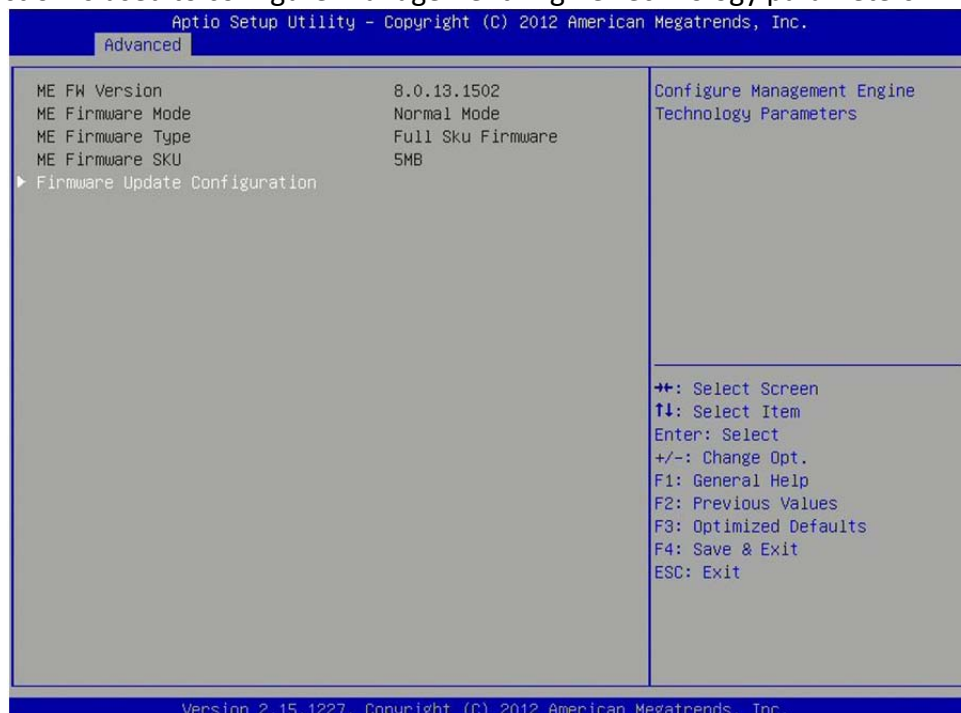 Aptio Setup Utility – Copyright (C) 2012 American Megatrends, Inc.
Advanced
ME FW Version 8.0.13.1502
ME Firmware Mode Normal Mode
ME Firmware Type Full Sku Firmware
ME Firmware SKU 5MB
► Firmware Update Configuration
Configure Management Engine
Technology Parameters
→←: Select Screen
↑↓: Select Item
Enter: Select
+/-: Change Opt.
F1: General Help
F2: Previous Values
F3: Optimized Defaults
F4: Save & Exit
ESC: Exit
Version 2.15.1227. Copyright (C) 2012 American Megatrends, Inc.